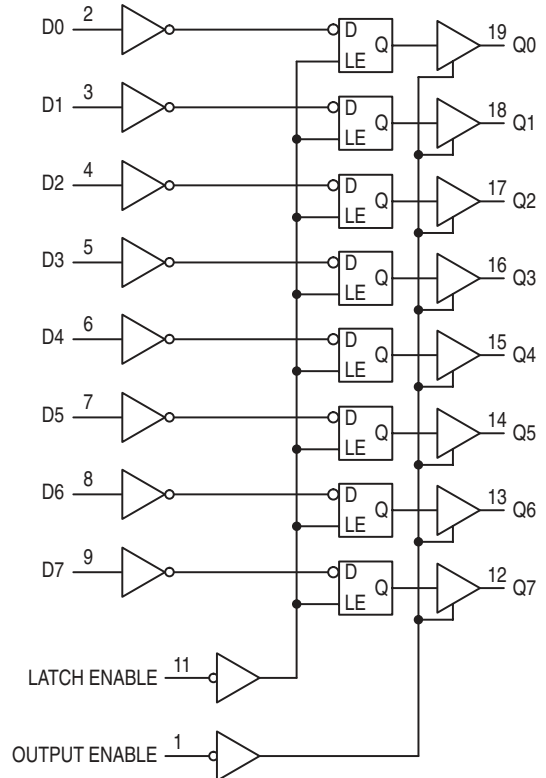 D0 2 D Q LE 19 Q0
D1 3 D Q LE 18 Q1
D2 4 D Q LE 17 Q2
D3 5 D Q LE 16 Q3
D4 6 D Q LE 15 Q4
D5 7 D Q LE 14 Q5
D6 8 D Q LE 13 Q6
D7 9 D Q LE 12 Q7
LATCH ENABLE 11
OUTPUT ENABLE 1